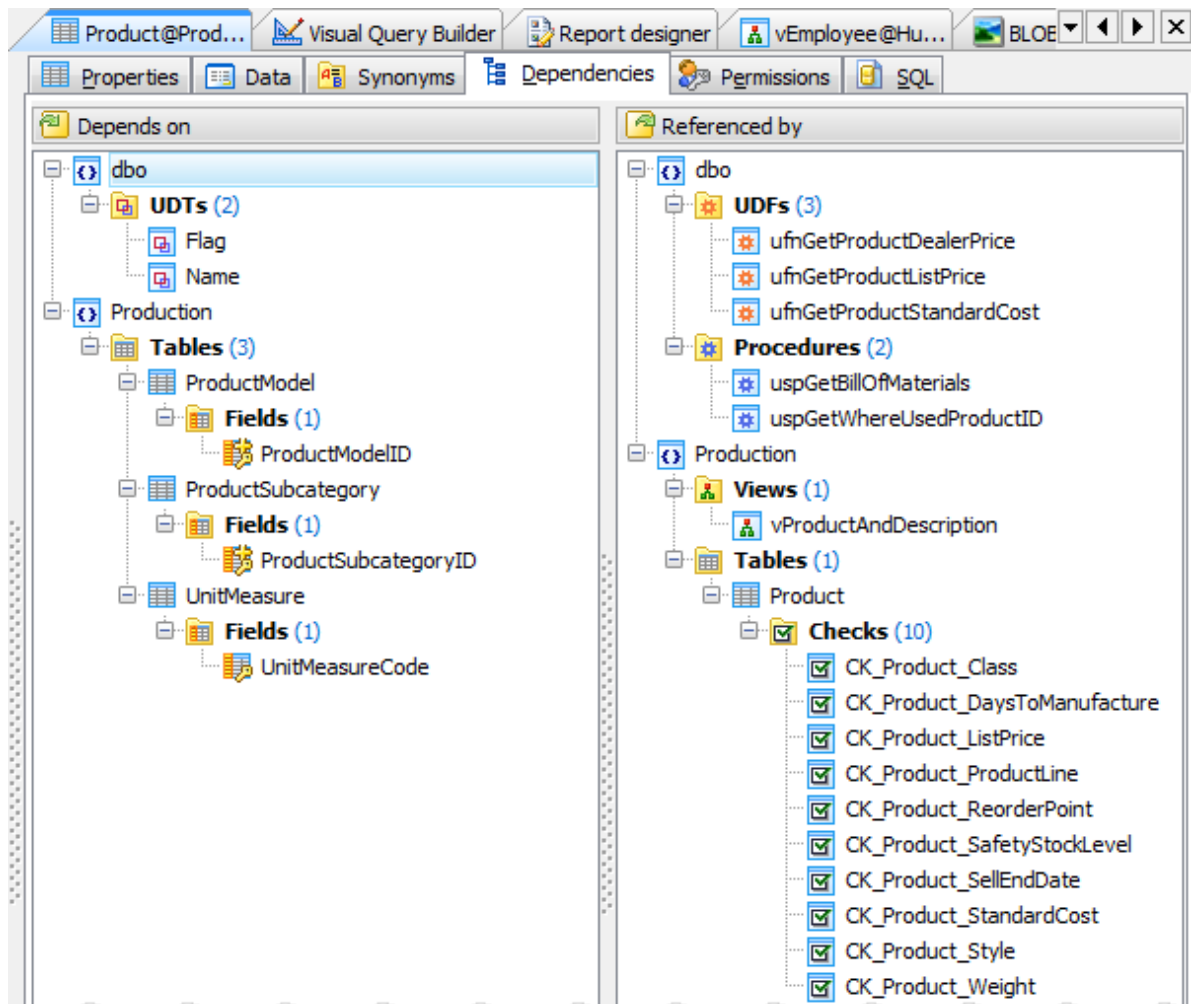 Product@Prod... Visual Query Builder Report designer vEmployee@Hu... BLOB
Properties Data Synonyms Dependencies Permissions SQL
Depends on
dbo
UDTs (2)
Flag
Name
Production
Tables (3)
ProductModel
Fields (1)
ProductModelID
ProductSubcategory
Fields (1)
ProductSubcategoryID
UnitMeasure
Fields (1)
UnitMeasureCode
Referenced by
dbo
UDFs (3)
ufnGetProductDealerPrice
ufnGetProductListPrice
ufnGetProductStandardCost
Procedures (2)
uspGetBillOfMaterials
uspGetWhereUsedProductID
Production
Views (1)
vProductAndDescription
Tables (1)
Product
Checks (10)
CK_Product_Class
CK_Product_DaysToManufacture
CK_Product_ListPrice
CK_Product_ProductLine
CK_Product_ReorderPoint
CK_Product_SafetyStockLevel
CK_Product_SellEndDate
CK_Product_StandardCost
CK_Product_Style
CK_Product_Weight